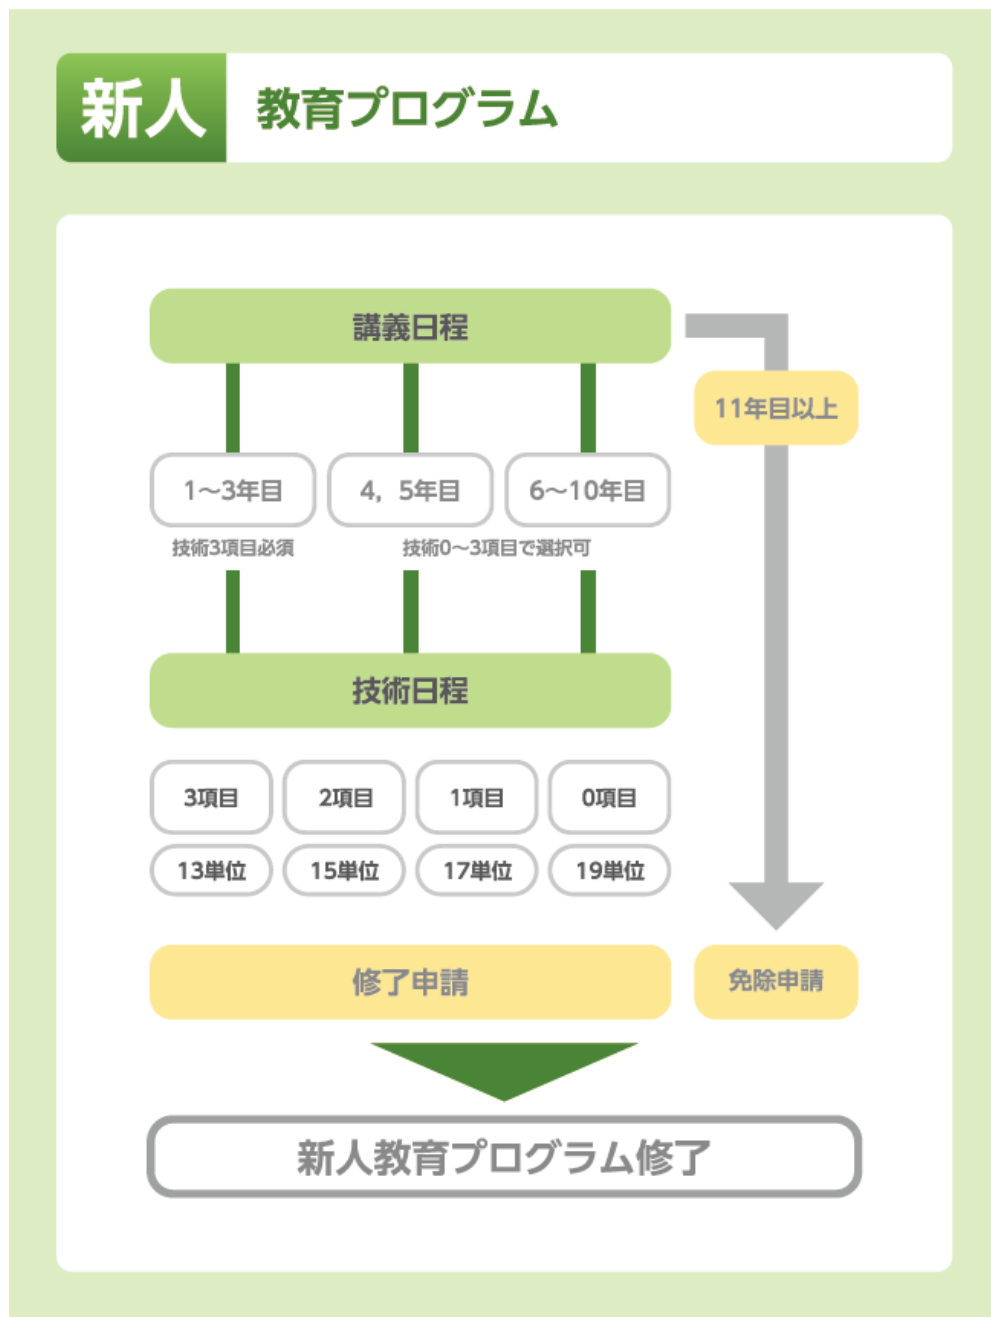 新人 教育プログラム
講義日程
11年目以上
1～3年目 4，5年目 6～10年目
技術3項目必須 技術0～3項目で選択可
技術日程
3項目 2項目 1項目 0項目
13単位 15単位 17単位 19単位
修了申請 免除申請
新人教育プログラム修了